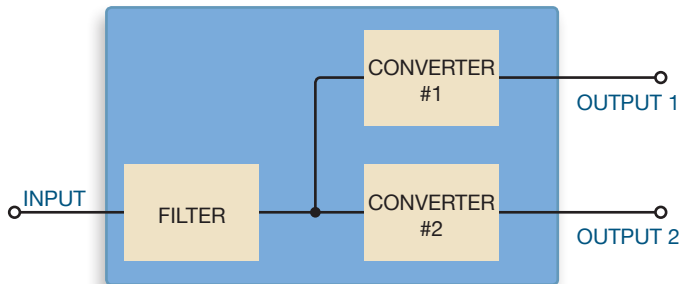 CONVERTER
#1
OUTPUT 1
INPUT
FILTER
CONVERTER
#2
OUTPUT 2